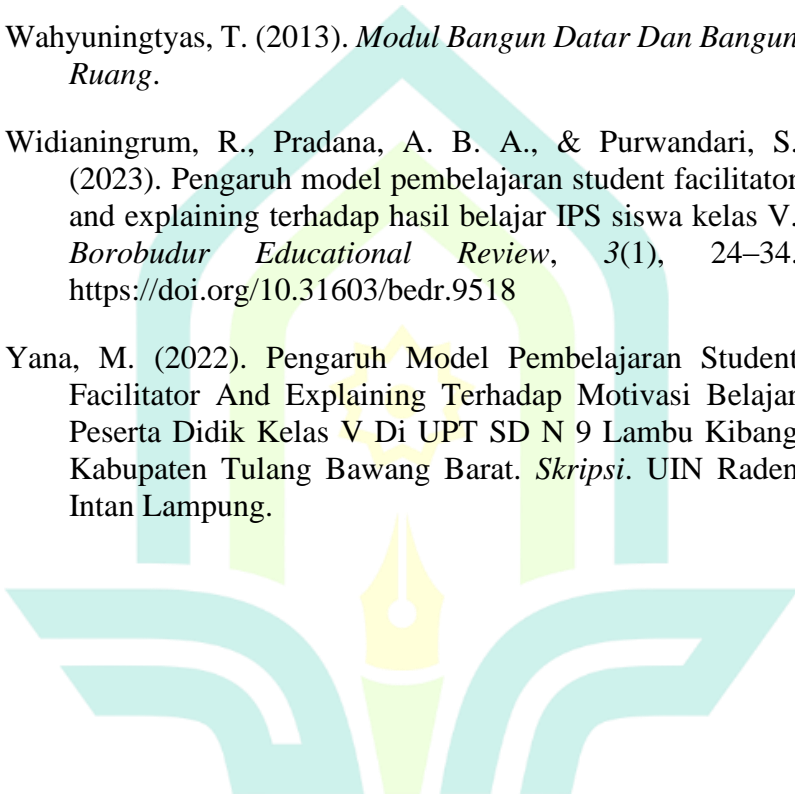 Wahyuningtyas, T. (2013). Modul Bangun Datar Dan Bangun
Ruang.
Widianingrum, R., Pradana, A. B. A., & Purwandari, S.
(2023). Pengaruh model pembelajaran student facilitator
and explaining terhadap hasil belajar IPS siswa kelas V.
Borobudur Educational Review, 3(1), 24–34.
https://doi.org/10.31603/bedr.9518
Yana, M. (2022). Pengaruh Model Pembelajaran Student
Facilitator And Explaining Terhadap Motivasi Belajar
Peserta Didik Kelas V Di UPT SD N 9 Lambu Kibang
Kabupaten Tulang Bawang Barat. Skripsi. UIN Raden
Intan Lampung.